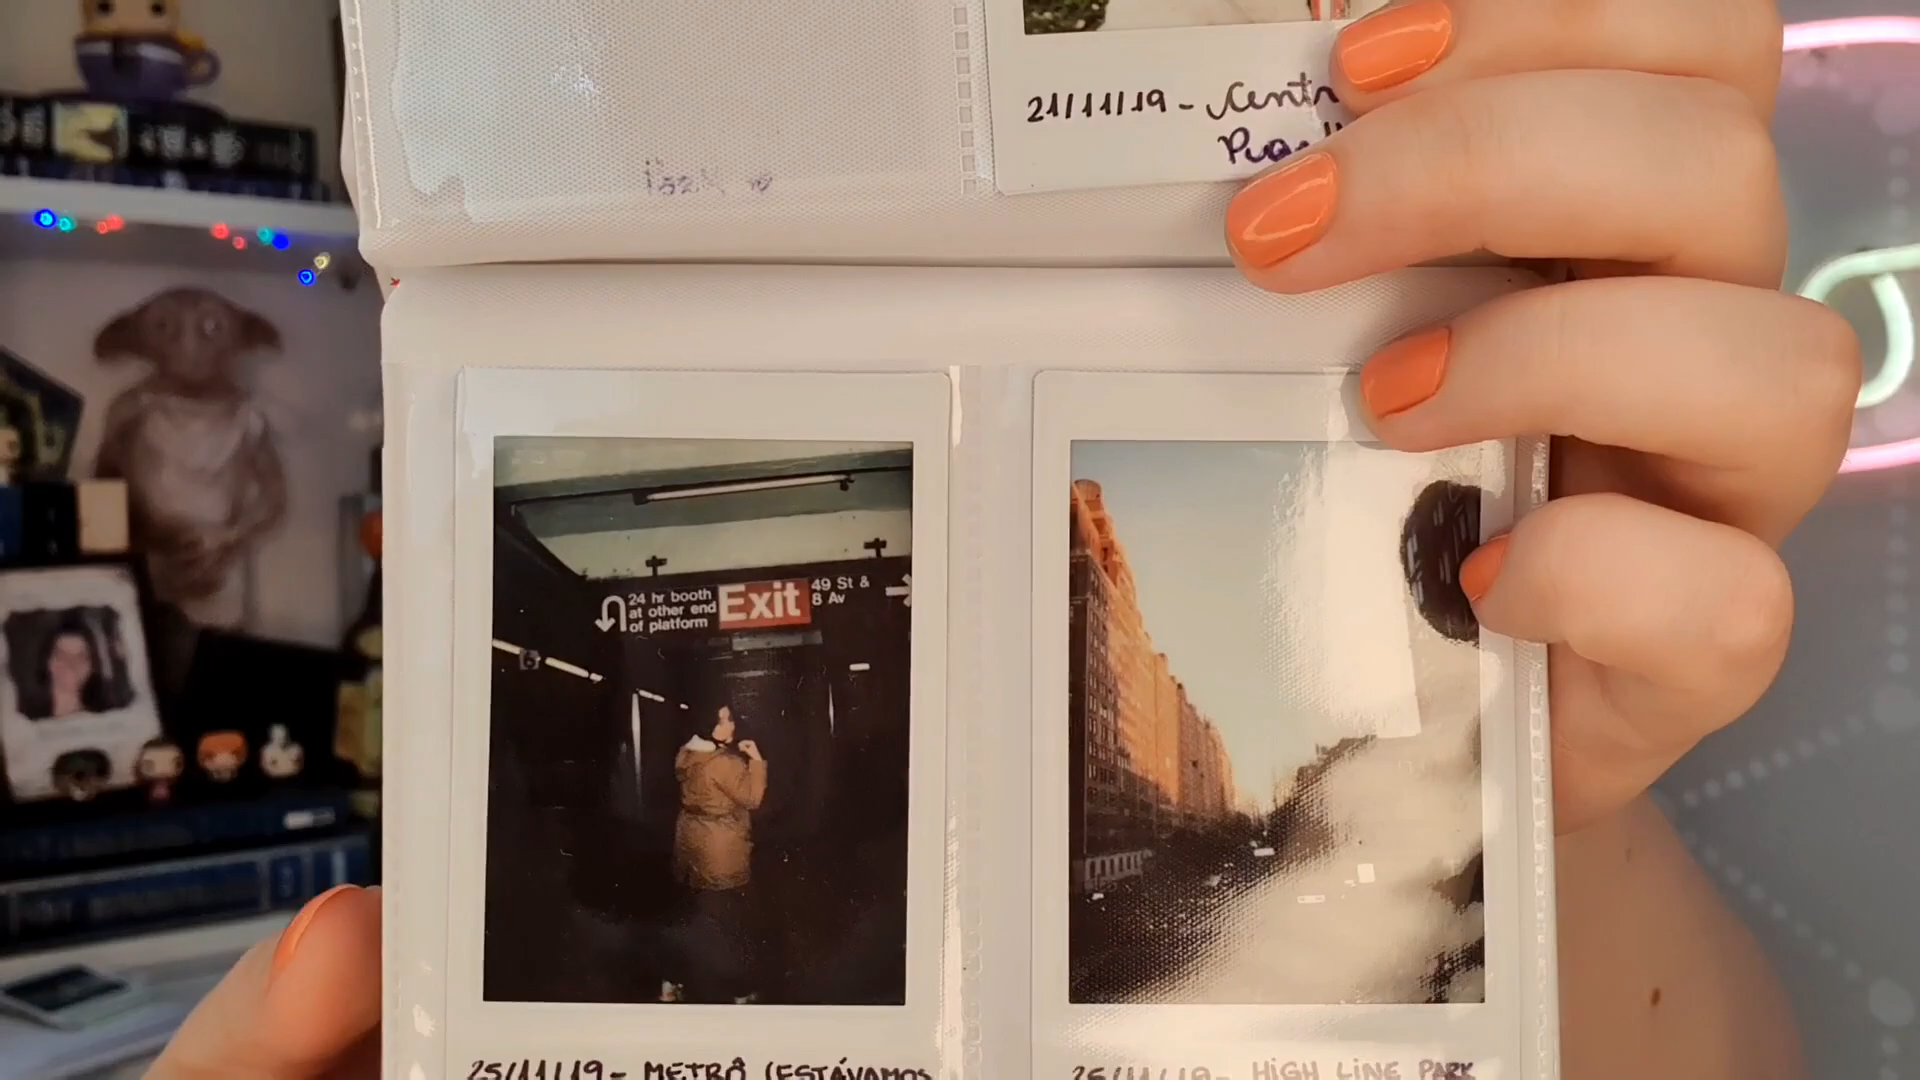 21/11/19 - Centr
24 hr booth
at other end
of platform
Exit
49 St &
8 Av
25/11/19 - METRÔ (ESTÁVAMOS
25/11/19 - HIGH LINE PARK